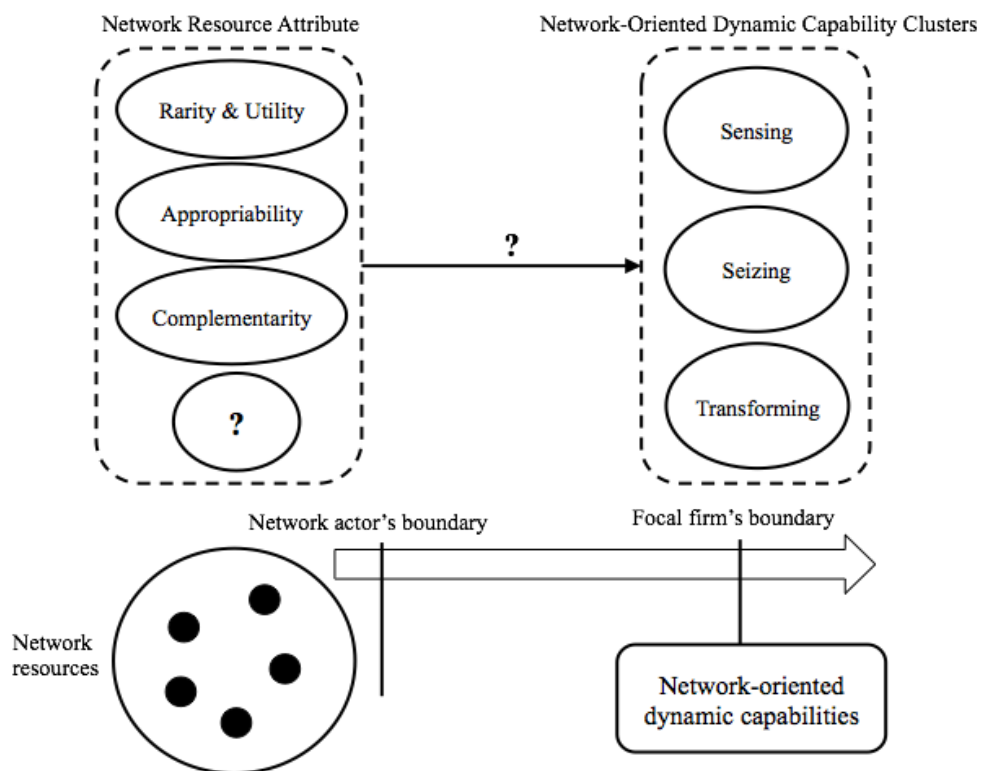 Network Resource Attribute
Network-Oriented Dynamic Capability Clusters
Rarity & Utility
Appropriability
Complementarity
?
?
Sensing
Seizing
Transforming
Network actor's boundary
Focal firm's boundary
Network
resources
Network-oriented
dynamic capabilities